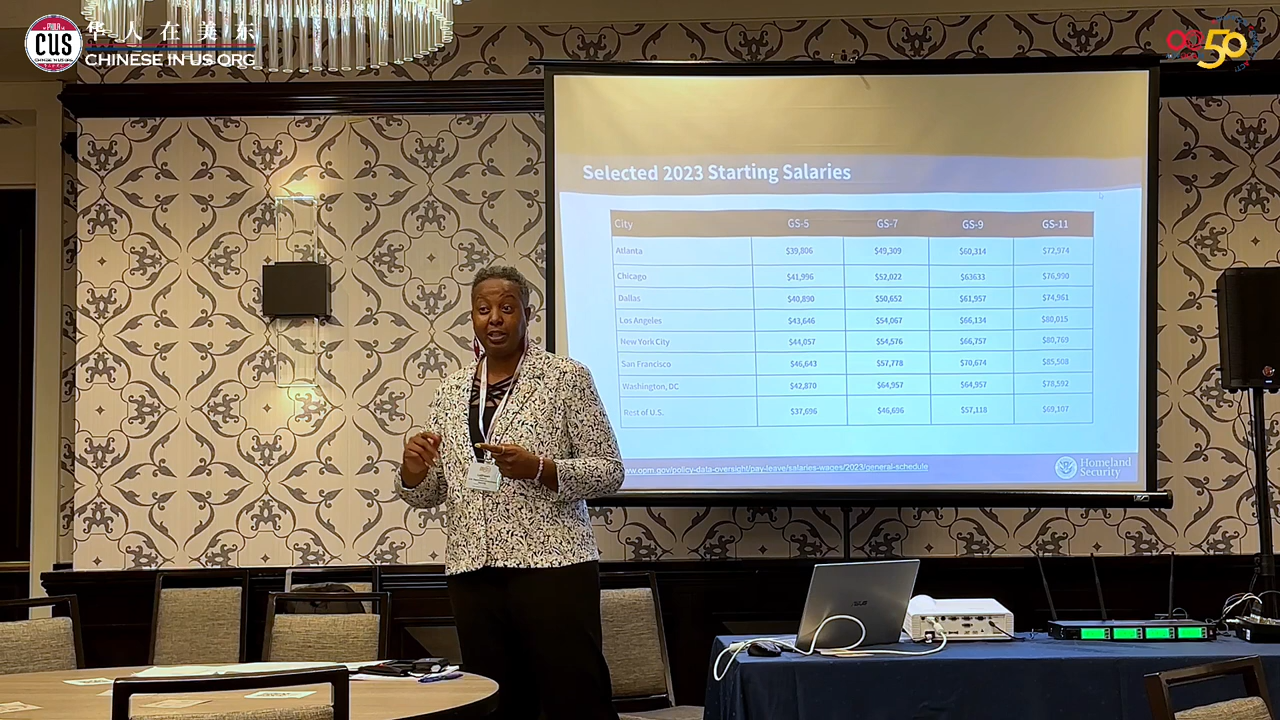 CUS
华人在美东
CHINESE IN US.ORG
50
Selected 2023 Starting Salaries
City GS-5 GS-7 GS-9 GS-11
Atlanta $39,806 $49,309 $60,314 $72,974
Chicago $41,996 $52,022 $63633 $76,990
Dallas $40,890 $50,652 $61,957 $74,961
Los Angeles $43,646 $54,067 $66,134 $80,015
New York City $44,057 $54,576 $66,757 $80,769
San Francisco $46,643 $57,778 $70,674 $85,508
Washington, DC $42,870 $64,957 $64,957 $78,592
Rest of U.S. $37,696 $46,696 $57,118 $69,107
ww.opm.gov/policy-data-oversight/pay-leave/salaries-wages/2023/general-schedule
Homeland
Security